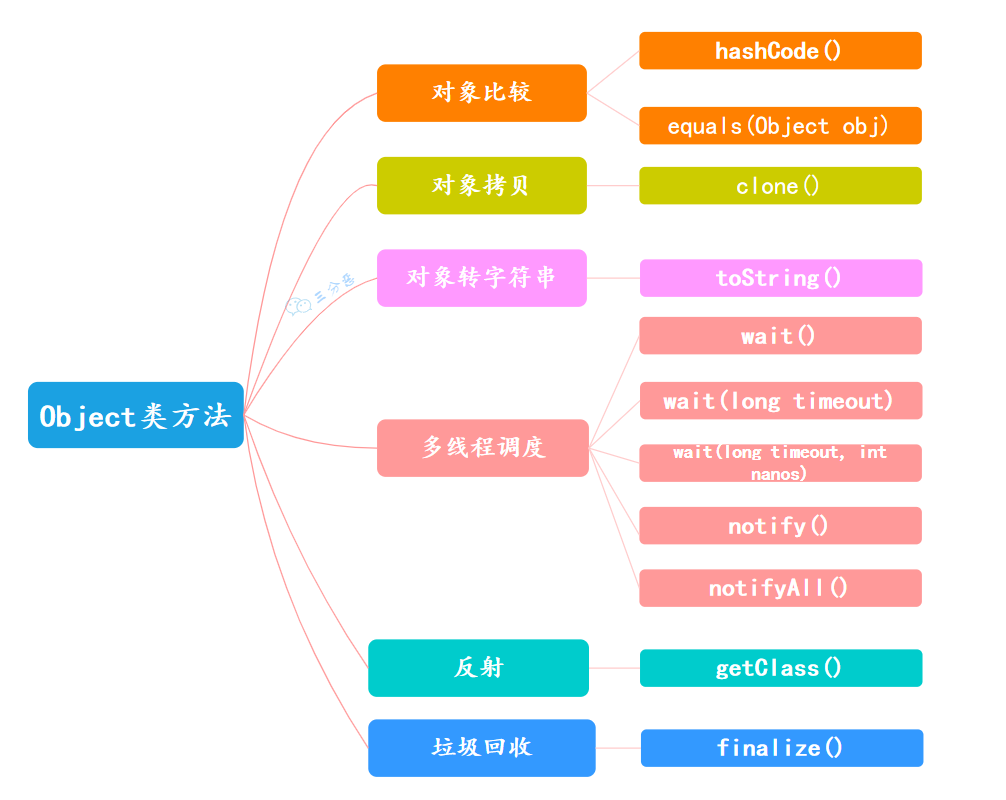 Object类方法
对象比较
hashCode()
equals(Object obj)
对象拷贝
clone()
对象转字符串
toString()
三分恶
多线程调度
wait()
wait(long timeout)
wait(long timeout, int
nanos)
notify()
notifyAll()
反射
getClass()
垃圾回收
finalize()